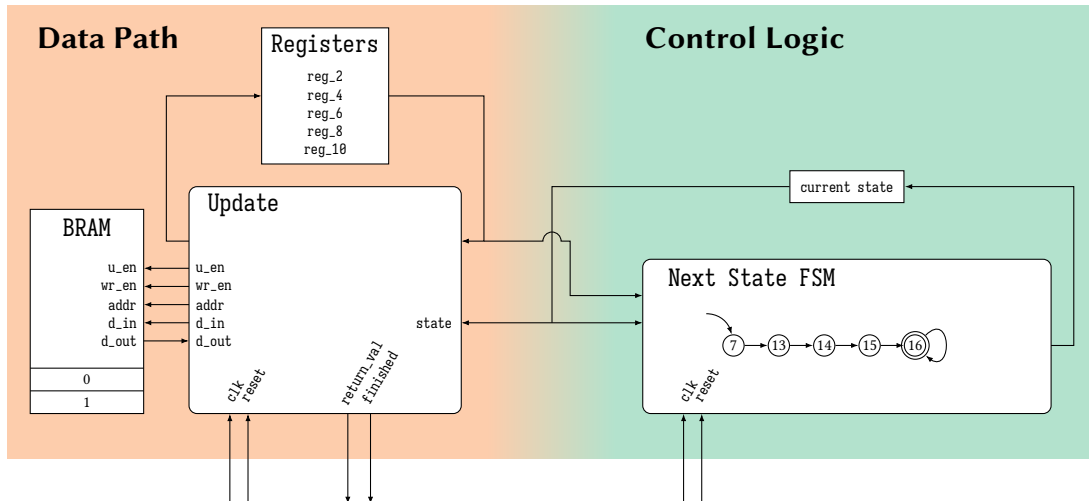 Data Path
Control Logic
Registers
reg_2
reg_4
reg_6
reg_8
reg_10
current state
Update
BRAM
u_en
wr_en
addr
d_in
d_out
0
1
u_en
wr_en
addr
d_in
d_out
state
clk
reset
return_val
finished
Next State FSM
7 13 14 15 16
clk
reset